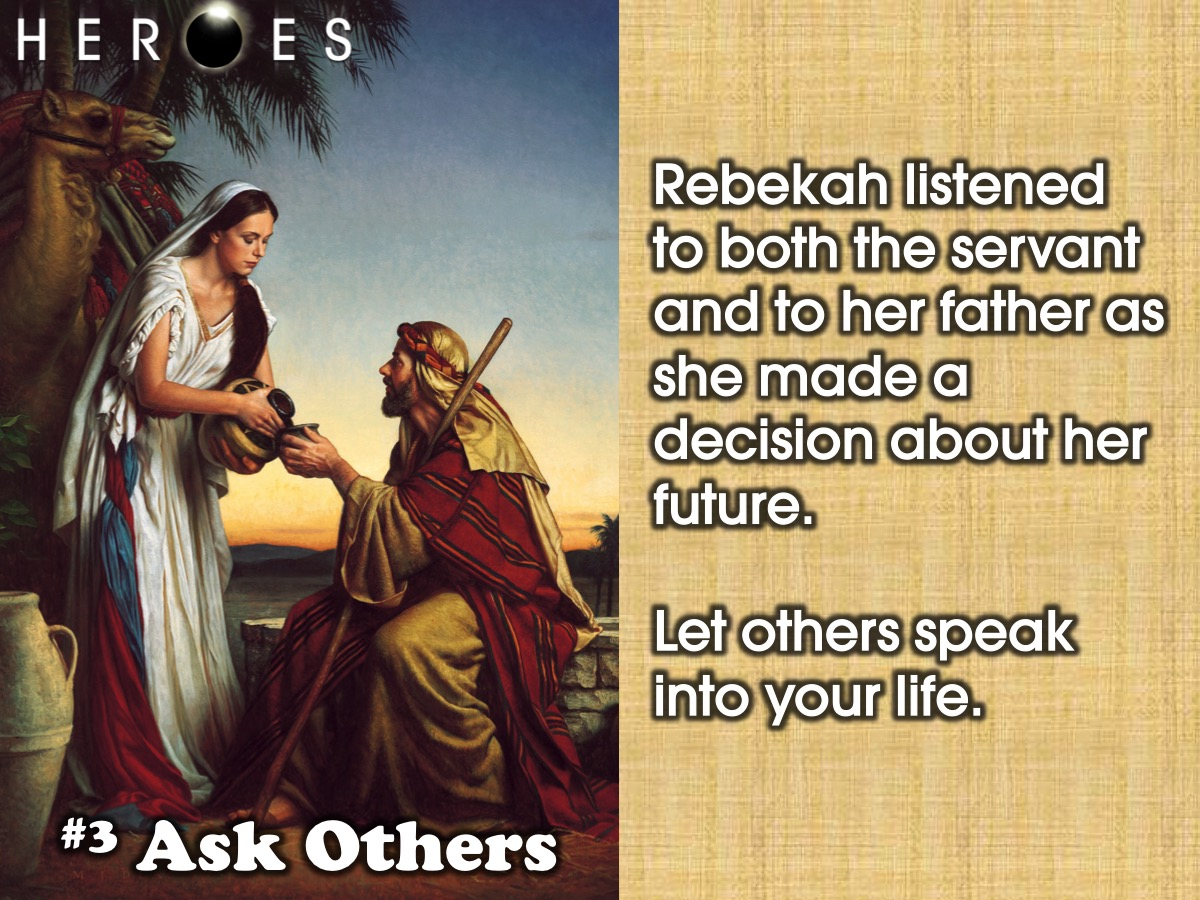 HEROES
Rebekah listened
to both the servant
and to her father as
she made a
decision about her
future.
Let others speak
into your life.
#3 Ask Others